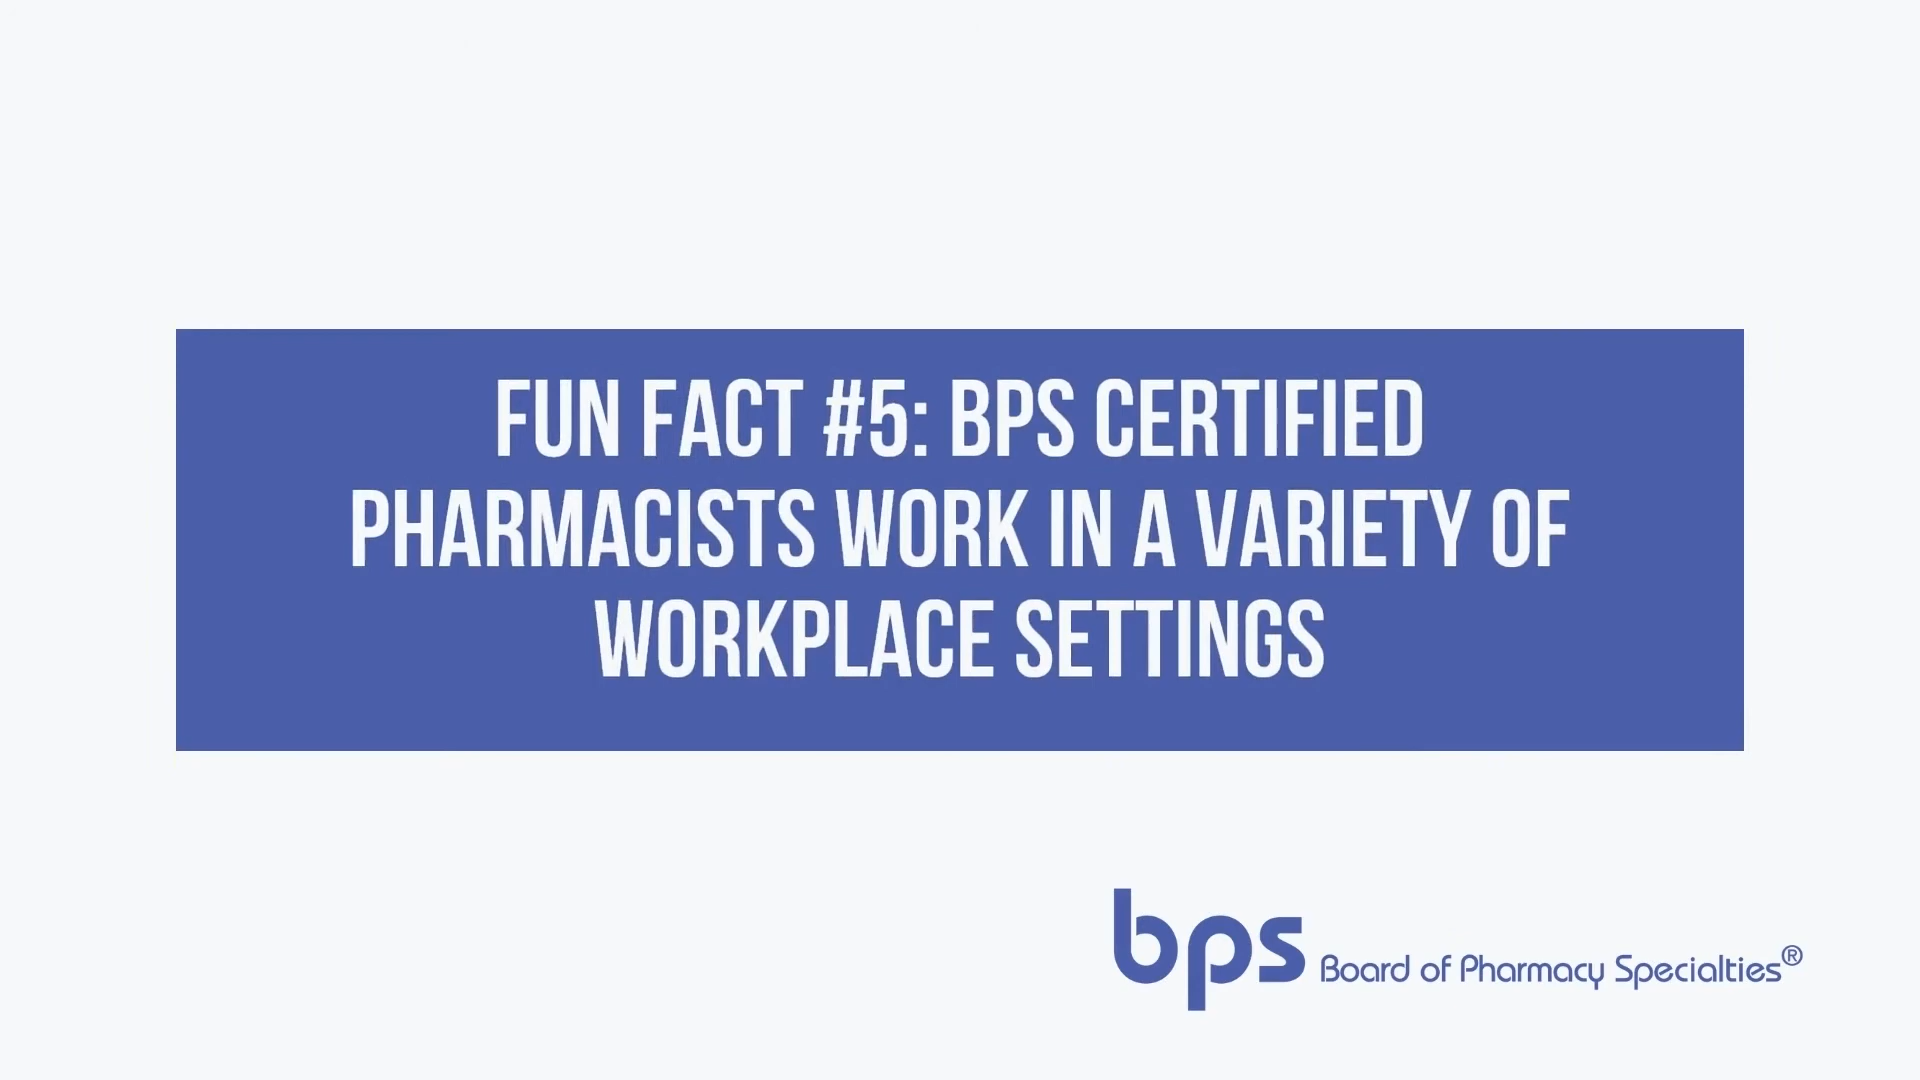 FUN FACT #5: BPS CERTIFIED
PHARMACISTS WORK IN A VARIETY OF
WORKPLACE SETTINGS
bps Board of Pharmacy Specialties®